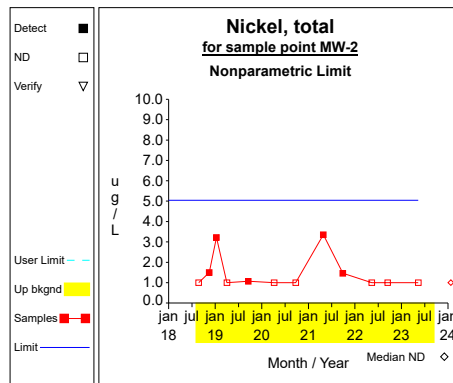 Detect
ND
Verify
User Limit
Up bkgnd
Samples
Limit
Nickel, total
for sample point MW-2
Nonparametric Limit
ug/L
10.0
9.0
8.0
7.0
6.0
5.0
4.0
3.0
2.0
1.0
0.0
jan jul jan jul jan jul jan jul jan jul jan jul jan
18 19 20 21 22 23 24
Month / Year
Median ND